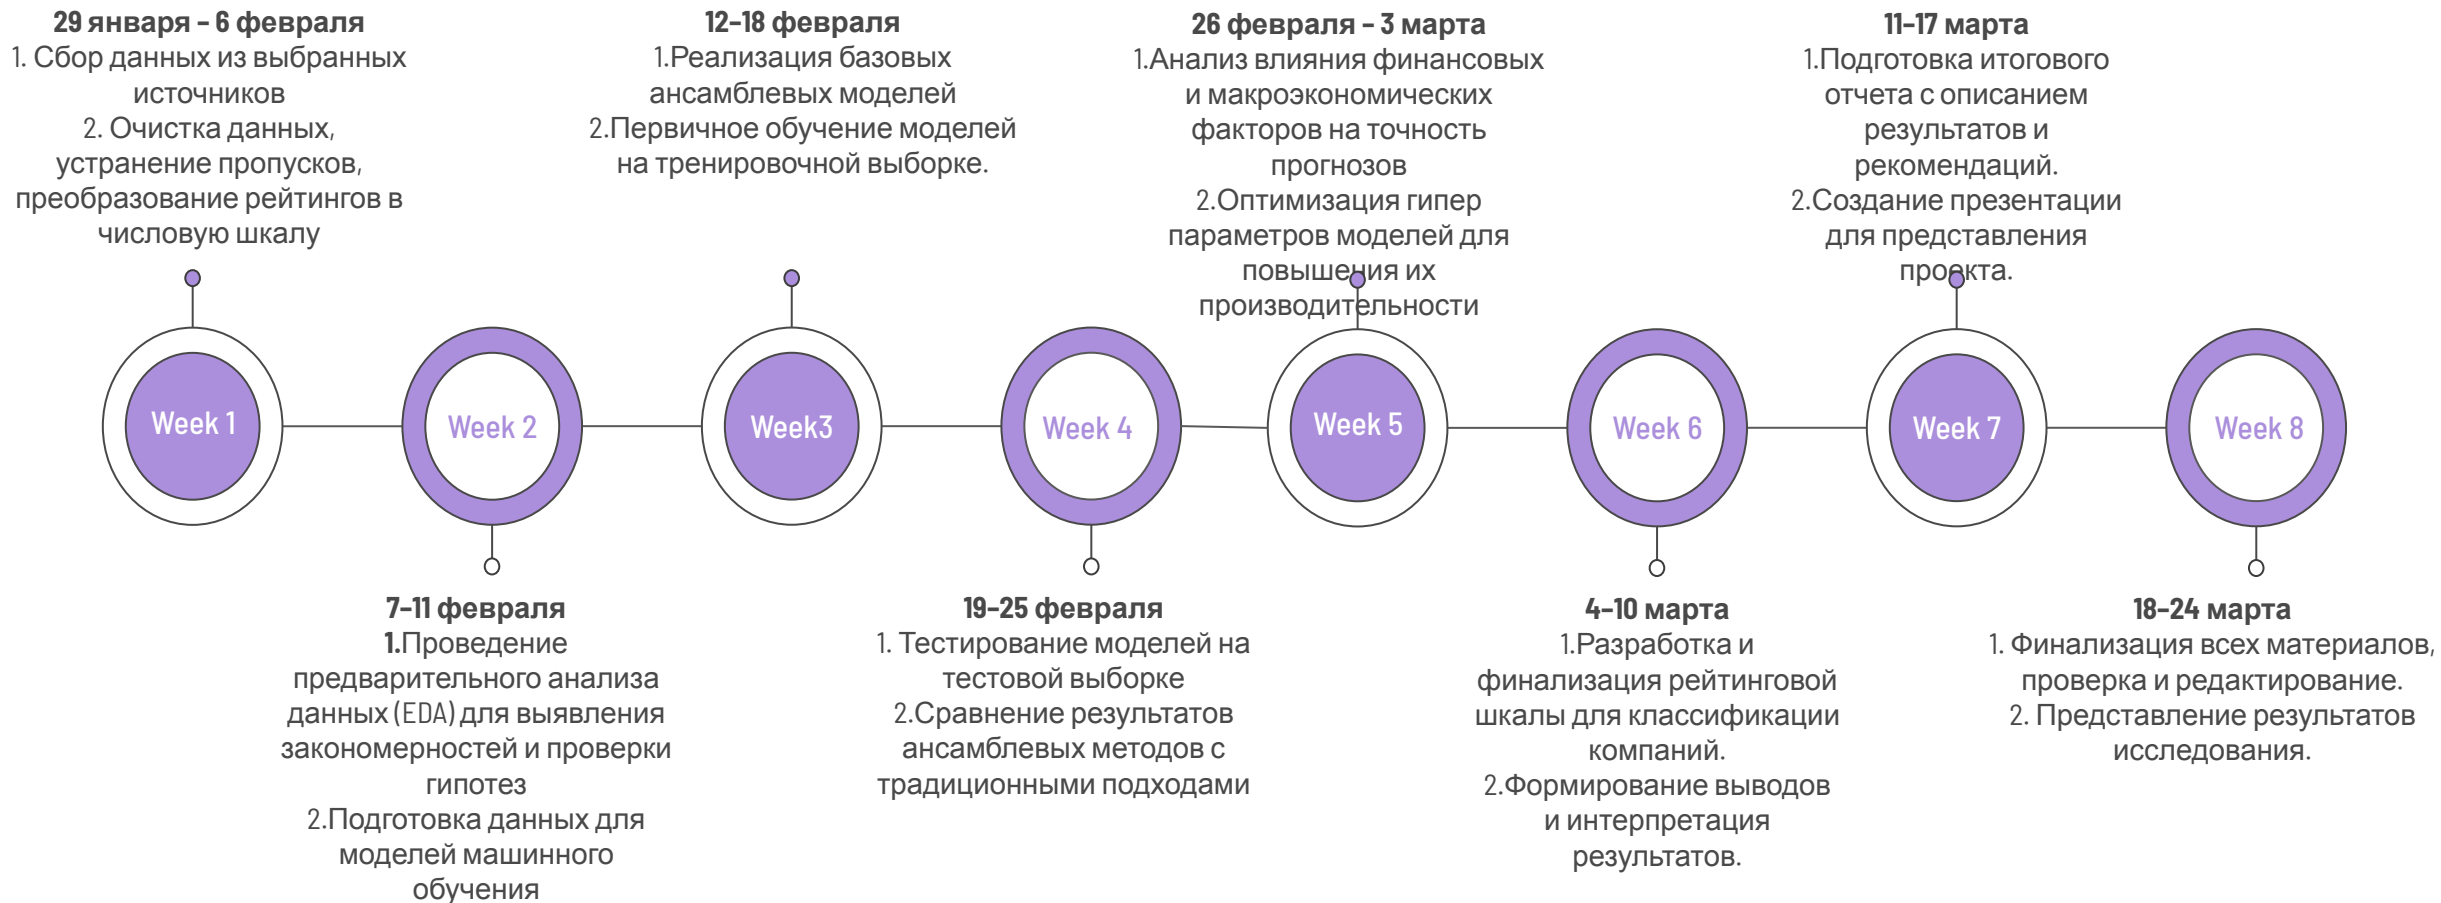 29 января – 6 февраля
1. Сбор данных из выбранных
источников
2. Очистка данных,
устранение пропусков,
преобразование рейтингов в
числовую шкалу
12–18 февраля
1.Реализация базовых
ансамблевых моделей
2.Первичное обучение моделей
на тренировочной выборке.
26 февраля – 3 марта
1.Анализ влияния финансовых
и макроэкономических
факторов на точность
прогнозов
2.Оптимизация гипер
параметров моделей для
повышения их
производительности
11–17 марта
1.Подготовка итогового
отчета с описанием
результатов и
рекомендаций.
2.Создание презентации
для представления
проекта.
Week 1
Week 2
Week3
Week 4
Week 5
Week 6
Week 7
Week 8
7–11 февраля
1.Проведение
предварительного анализа
данных (EDA) для выявления
закономерностей и проверки
гипотез
2.Подготовка данных для
моделей машинного
обучения
19–25 февраля
1. Тестирование моделей на
тестовой выборке
2.Сравнение результатов
ансамблевых методов с
традиционными подходами
4–10 марта
1.Разработка и
финализация рейтинговой
шкалы для классификации
компаний.
2.Формирование выводов
и интерпретация
результатов.
18–24 марта
1. Финализация всех материалов,
проверка и редактирование.
2. Представление результатов
исследования.